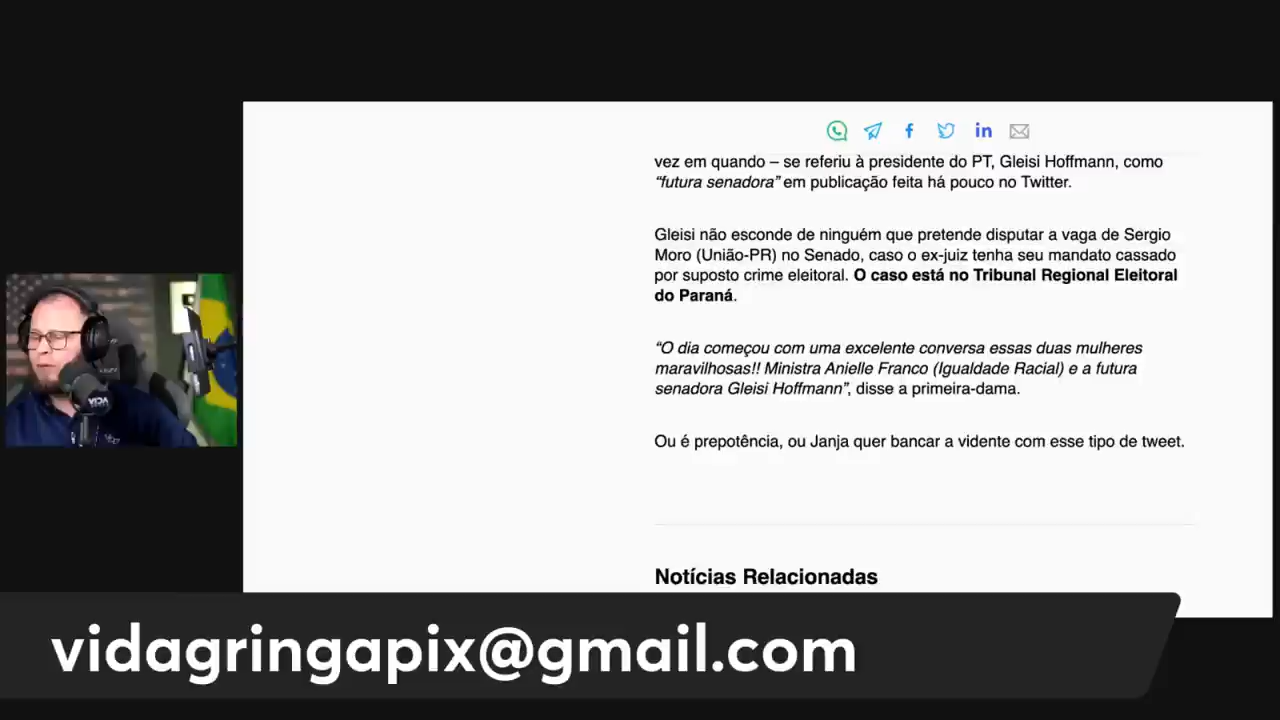 vez em quando – se referiu à presidente do PT, Gleisi Hoffmann, como
“futura senadora” em publicação feita há pouco no Twitter.
Gleisi não esconde de ninguém que pretende disputar a vaga de Sergio
Moro (União-PR) no Senado, caso o ex-juiz tenha seu mandato cassado
por suposto crime eleitoral. O caso está no Tribunal Regional Eleitoral
do Paraná.
“O dia começou com uma excelente conversa essas duas mulheres
maravilhosas!! Ministra Anielle Franco (Igualdade Racial) e a futura
senadora Gleisi Hoffmann”, disse a primeira-dama.
Ou é prepotência, ou Janja quer bancar a vidente com esse tipo de tweet.
Notícias Relacionadas
VIDA
vidagringapix@gmail.com